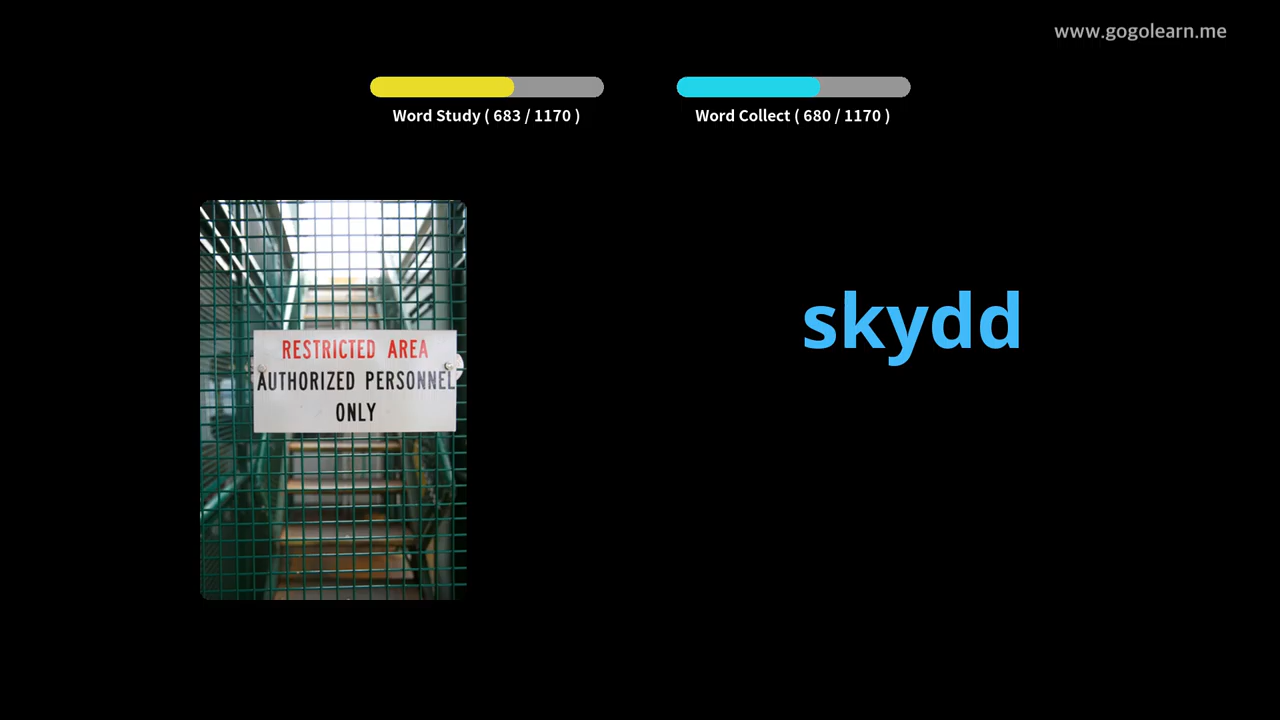 www.gogolearn.me
Word Study ( 683 / 1170 )
Word Collect ( 680 / 1170 )
RESTRICTED AREA
AUTHORIZED PERSONNEL
ONLY
skydd